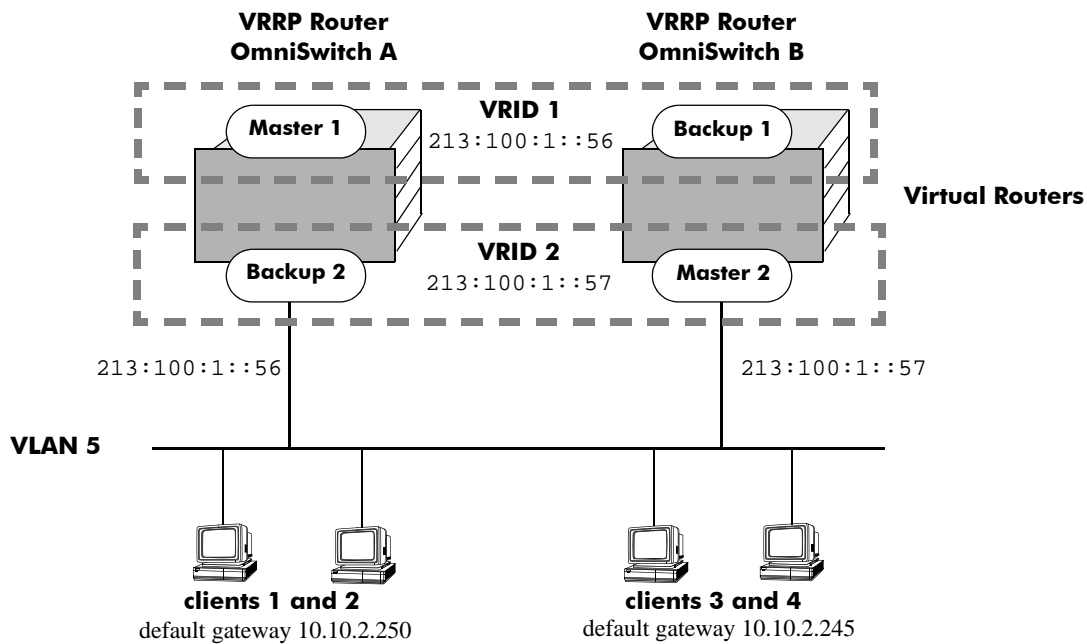 VRRP Router
OmniSwitch A
VRRP Router
OmniSwitch B
VRID 1
Master 1
213:100:1::56
Backup 1
Virtual Routers
VRID 2
Backup 2
213:100:1::57
Master 2
213:100:1::56
213:100:1::57
VLAN 5
clients 1 and 2
default gateway 10.10.2.250
clients 3 and 4
default gateway 10.10.2.245